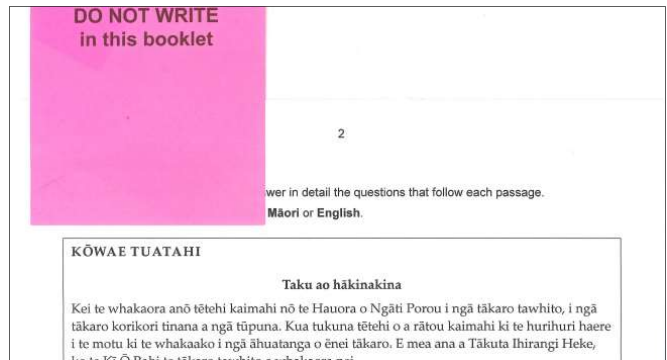 DO NOT WRITE
in this booklet
2
wer in detail the questions that follow each passage.
Māori or English.
KŌWAE TUATAHI
Taku ao hākinakina
Kei te whakaora anō tētehi kaimahi nō te Hauora o Ngāti Porou i ngā tākaro tawhito, i ngā
tākaro korikori tinana a ngā tūpuna. Kua tukuna tētehi o a rātou kaimahi ki te hurihuri haere
i te motu ki te whakaako i ngā āhuatanga o ēnei tākaro. E mea ana a Tākuta Ihirangi Heke,